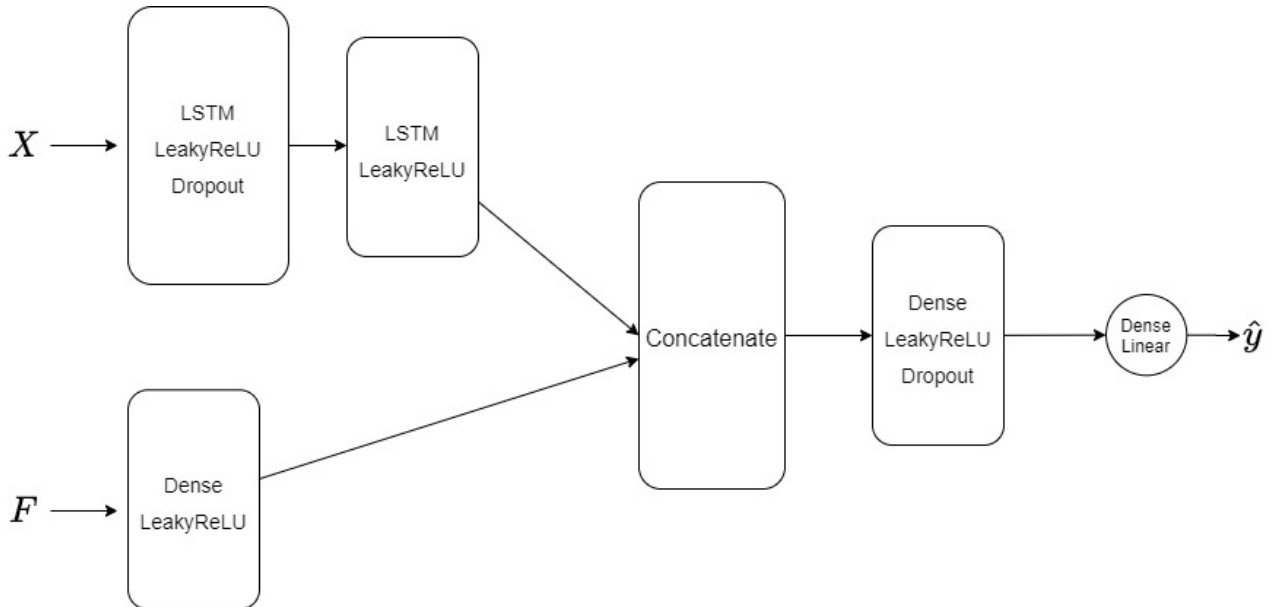 X
LSTM
LeakyReLU
Dropout
LSTM
LeakyReLU
F
Dense
LeakyReLU
Concatenate
Dense
LeakyReLU
Dropout
Dense
Linear
ŷ